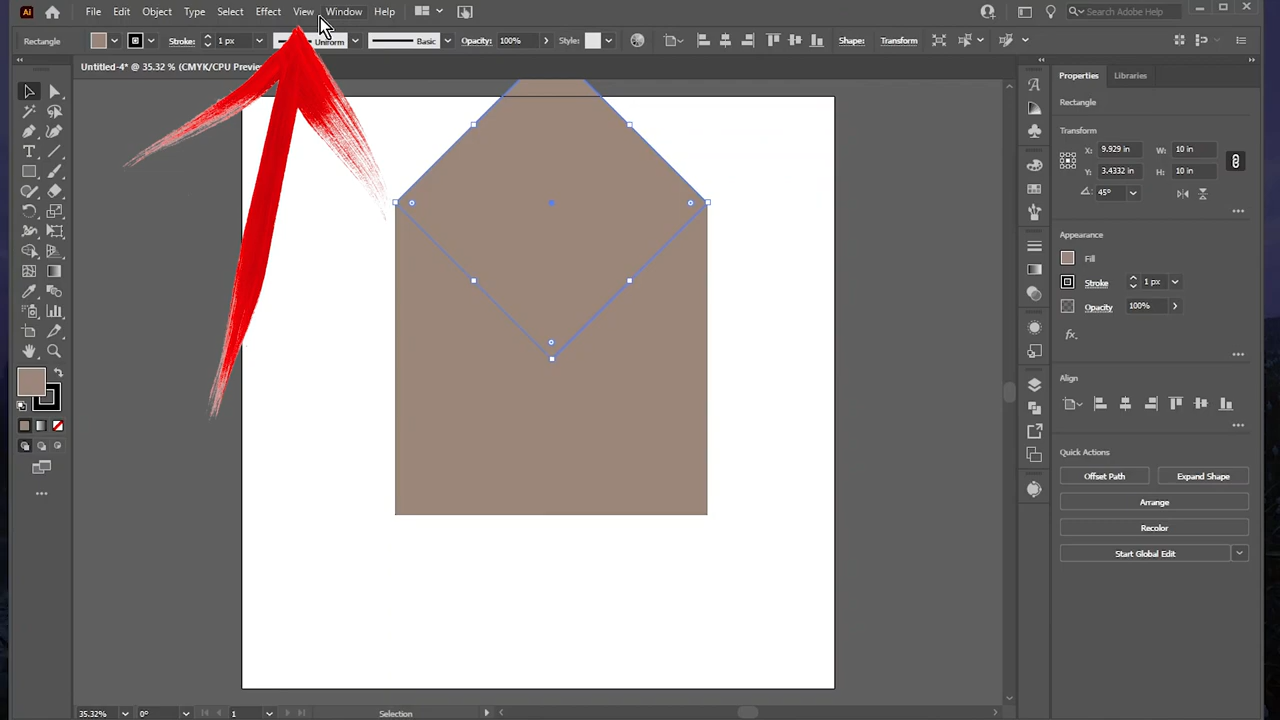 Ai File Edit Object Type Select Effect View Window Help Search Adobe Help
Rectangle Stroke: 1 px Uniform Basic Opacity: 100% Style: Shape: Transform
Untitled-4* @ 35.32 % (CMYK/CPU Preview)
Properties Libraries
Rectangle
Transform
X: 9.929 in W: 10 in
Y: 3.4332 in H: 10 in
45°
Appearance
Fill
Stroke 1 px
Opacity 100%
fx.
Align
Quick Actions
Offset Path Expand Shape
Arrange
Recolor
Start Global Edit
35.32% 0° 1 Selection